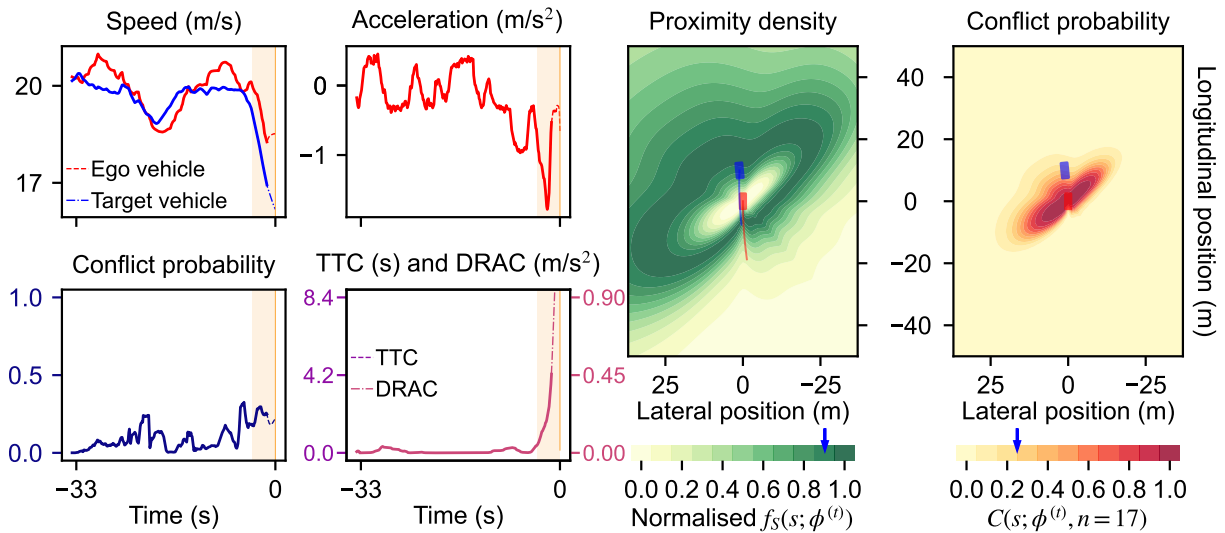 Speed (m/s)
20
17
Ego vehicle
Target vehicle
Acceleration (m/s²)
0
−1
Conflict probability
1.0
0.5
0.0
−33
0
Time (s)
TTC (s) and DRAC (m/s²)
8.4
4.2
0.0
0.90
0.45
0.00
TTC
DRAC
−33
0
Time (s)
Proximity density
25
0
−25
Lateral position (m)
0.0 0.2 0.4 0.6 0.8 1.0
Normalised f_S(s; ϕ^(t))
Conflict probability
40
20
0
−20
−40
Longitudinal position (m)
25
0
−25
Lateral position (m)
0.0 0.2 0.4 0.6 0.8 1.0
C(s; ϕ^(t), n = 17)